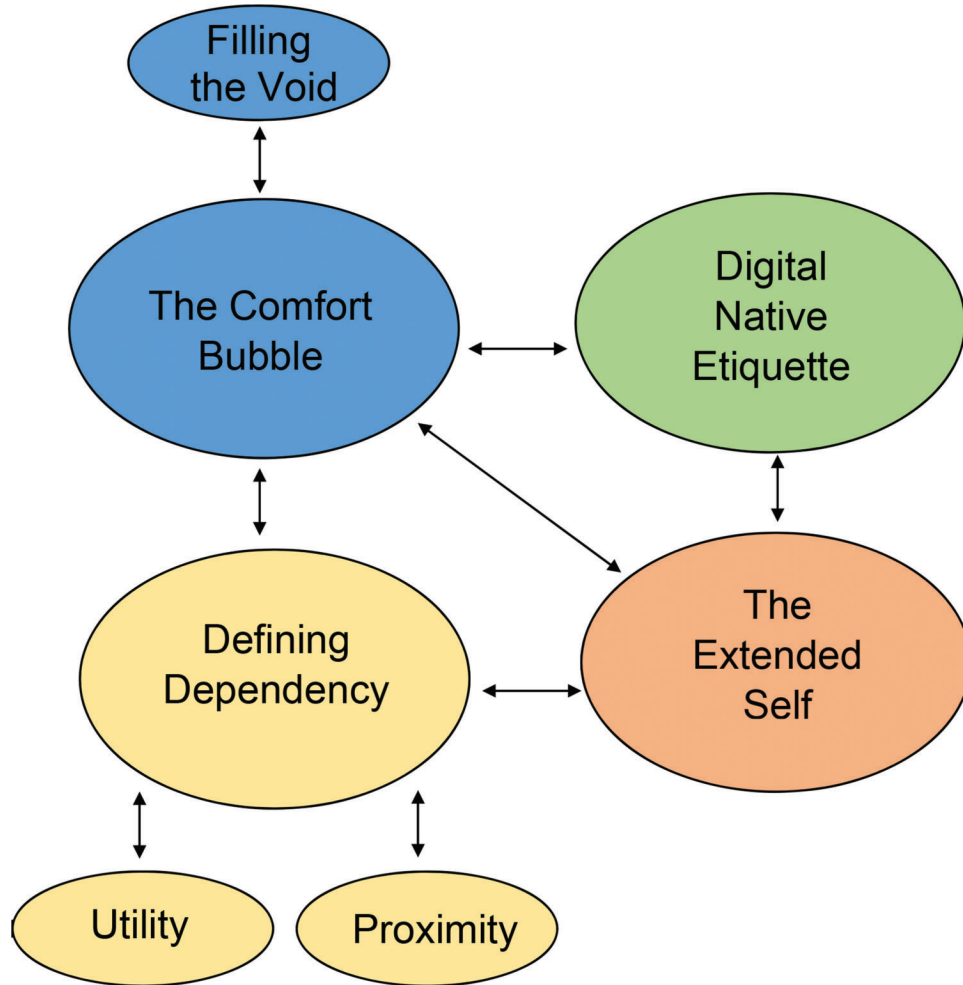 Filling
the Void
The Comfort
Bubble
Digital
Native
Etiquette
Defining
Dependency
The
Extended
Self
Utility
Proximity